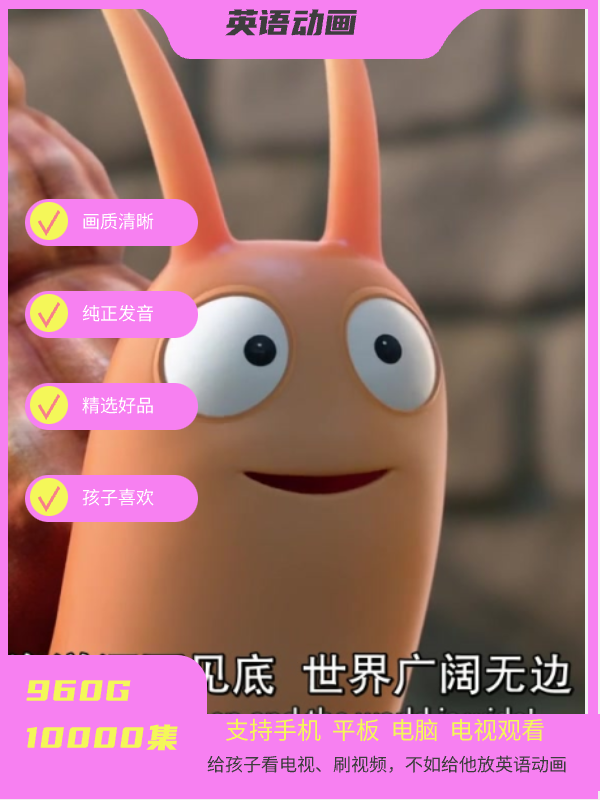 英语动画
画质清晰
纯正发音
精选好品
孩子喜欢
见底 世界广阔无边
960G
10000集
支持手机 平板 电脑 电视观看
给孩子看电视、刷视频，不如给他放英语动画